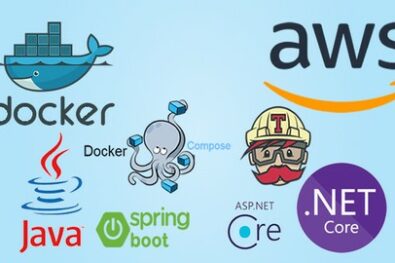 aws
docker
Docker Compose
T
ASP.NET
Core
.NET
Core
Java
spring
boot